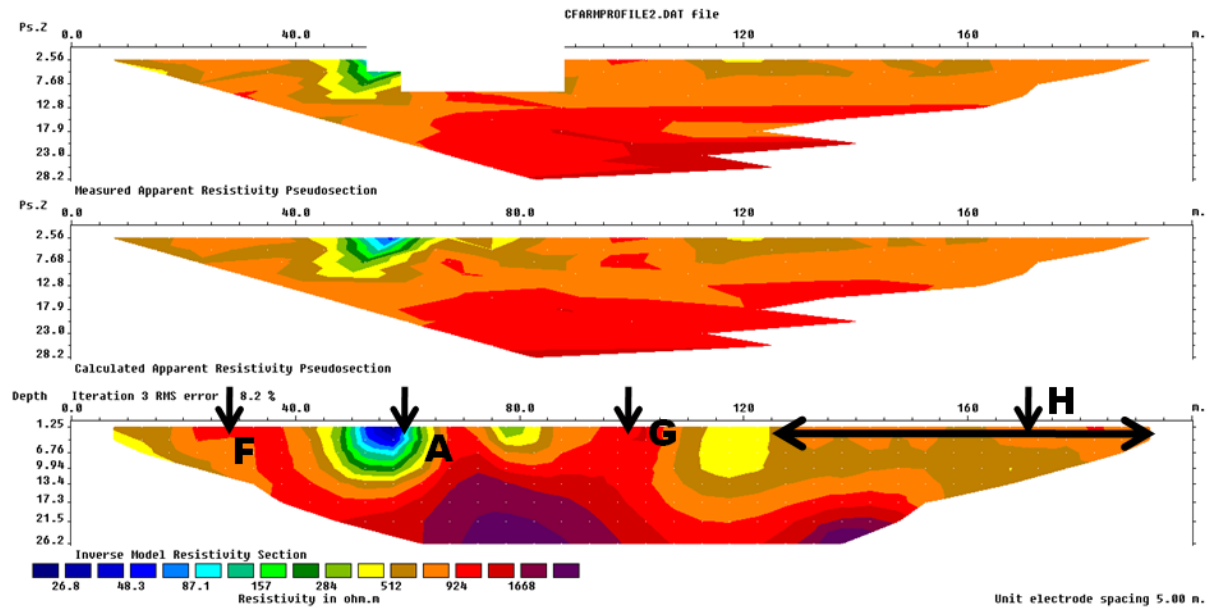 CFARMPROFILE2.DAT file
Ps.Z 0.0 40.0 120 160 m.
2.56
7.68
12.8
17.9
23.0
28.2
Measured Apparent Resistivity Pseudosection
Ps.Z 0.0 40.0 80.0 120 160 m.
2.56
7.68
12.8
17.9
23.0
28.2
Calculated Apparent Resistivity Pseudosection
Depth Iteration 3 RMS error 8.2 %
0.0 40.0 80.0 120 160 m.
H
1.25
F A G
6.76
9.94
13.4
17.2
21.5
26.2
Inverse Model Resistivity Section
26.8 48.3 87.1 157 284 512 924 1668
Resistivity in ohm.m Unit electrode spacing 5.00 m.